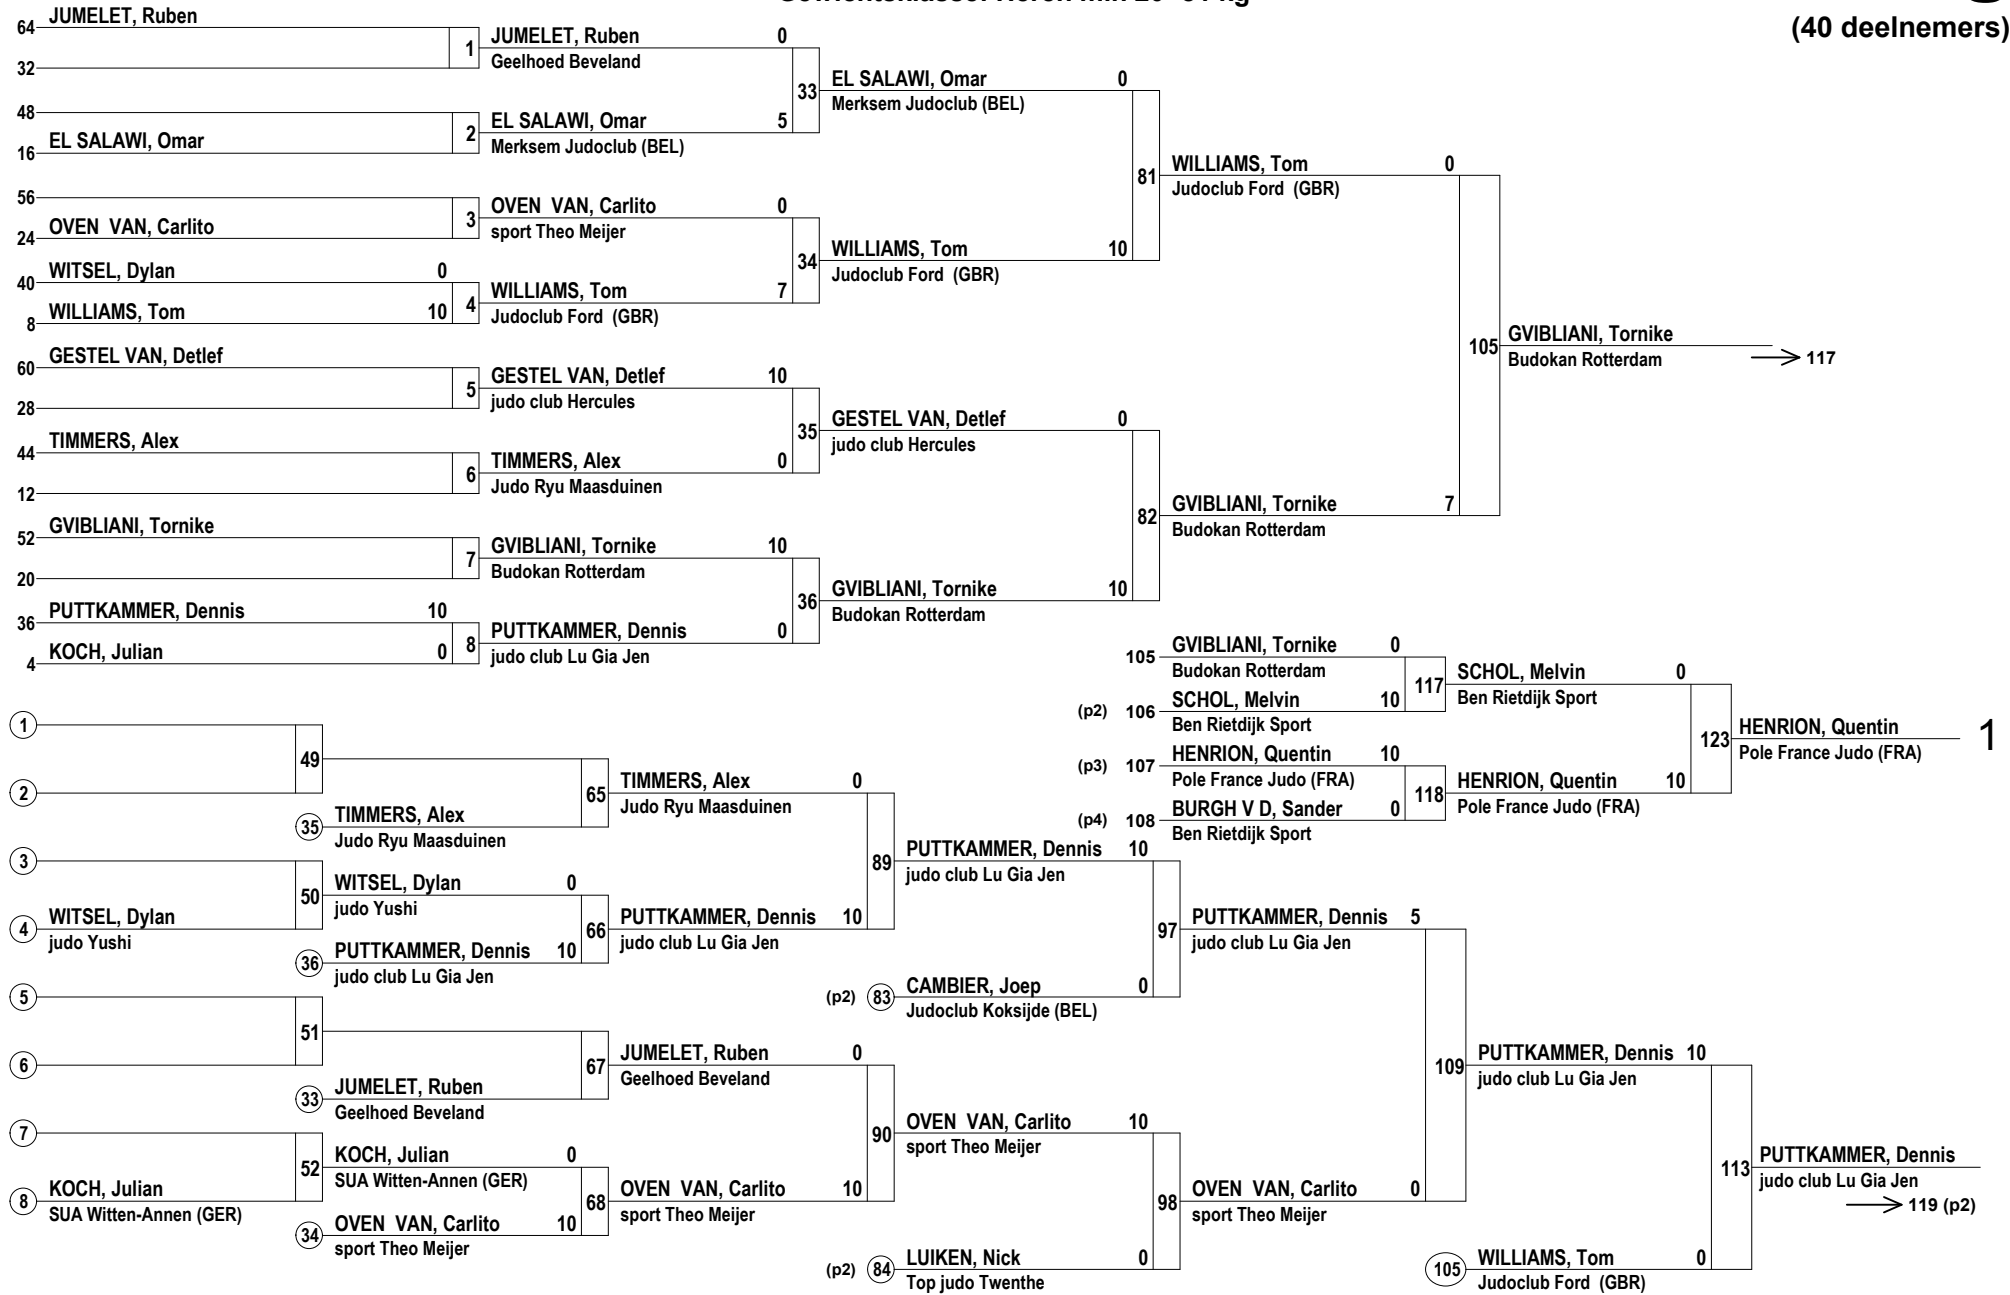 (40 deelnemers)
64 JUMELET, Ruben
32
1 JUMELET, Ruben 0
Geelhoed Beveland
48
16 EL SALAWI, Omar
2 EL SALAWI, Omar 5
Merksem Judoclub (BEL)
33 EL SALAWI, Omar 0
Merksem Judoclub (BEL)
56
24 OVEN VAN, Carlito
3 OVEN VAN, Carlito 0
sport Theo Meijer
40 WITSEL, Dylan 0
8 WILLIAMS, Tom 10
4 WILLIAMS, Tom 7
Judoclub Ford (GBR)
34 WILLIAMS, Tom 10
Judoclub Ford (GBR)
81 WILLIAMS, Tom 0
Judoclub Ford (GBR)
60 GESTEL VAN, Detlef
28
5 GESTEL VAN, Detlef 10
judo club Hercules
44 TIMMERS, Alex
12
6 TIMMERS, Alex 0
Judo Ryu Maasduinen
35 GESTEL VAN, Detlef 0
judo club Hercules
52 GVIBLIANI, Tornike
20
7 GVIBLIANI, Tornike 10
Budokan Rotterdam
36 PUTTKAMMER, Dennis 10
4 KOCH, Julian 0
8 PUTTKAMMER, Dennis 0
judo club Lu Gia Jen
36 GVIBLIANI, Tornike 10
Budokan Rotterdam
82 GVIBLIANI, Tornike 7
Budokan Rotterdam
105 GVIBLIANI, Tornike
Budokan Rotterdam
117
105 GVIBLIANI, Tornike 0
Budokan Rotterdam
(p2) 106 SCHOL, Melvin 10
Ben Rietdijk Sport
117 SCHOL, Melvin 0
Ben Rietdijk Sport
(p3) 107 HENRION, Quentin 10
Pole France Judo (FRA)
(p4) 108 BURGH V D, Sander 0
Ben Rietdijk Sport
118 HENRION, Quentin 10
Pole France Judo (FRA)
123 HENRION, Quentin 1
Pole France Judo (FRA)
1
2
49
35 TIMMERS, Alex
Judo Ryu Maasduinen
65 TIMMERS, Alex 0
Judo Ryu Maasduinen
3
4 WITSEL, Dylan
judo Yushi
50 WITSEL, Dylan 0
judo Yushi
36 PUTTKAMMER, Dennis 10
judo club Lu Gia Jen
66 PUTTKAMMER, Dennis 10
judo club Lu Gia Jen
89 PUTTKAMMER, Dennis 10
judo club Lu Gia Jen
(p2) 83 CAMBIER, Joep 0
Judoclub Koksijde (BEL)
97 PUTTKAMMER, Dennis 5
judo club Lu Gia Jen
5
6
51
33 JUMELET, Ruben
Geelhoed Beveland
67 JUMELET, Ruben 0
Geelhoed Beveland
7
8 KOCH, Julian
SUA Witten-Annen (GER)
52 KOCH, Julian 0
SUA Witten-Annen (GER)
34 OVEN VAN, Carlito 10
sport Theo Meijer
68 OVEN VAN, Carlito 10
sport Theo Meijer
90 OVEN VAN, Carlito 10
sport Theo Meijer
(p2) 84 LUIKEN, Nick 0
Top judo Twenthe
98 OVEN VAN, Carlito 0
sport Theo Meijer
109 PUTTKAMMER, Dennis 10
judo club Lu Gia Jen
105 WILLIAMS, Tom 0
Judoclub Ford (GBR)
113 PUTTKAMMER, Dennis
judo club Lu Gia Jen
119 (p2)